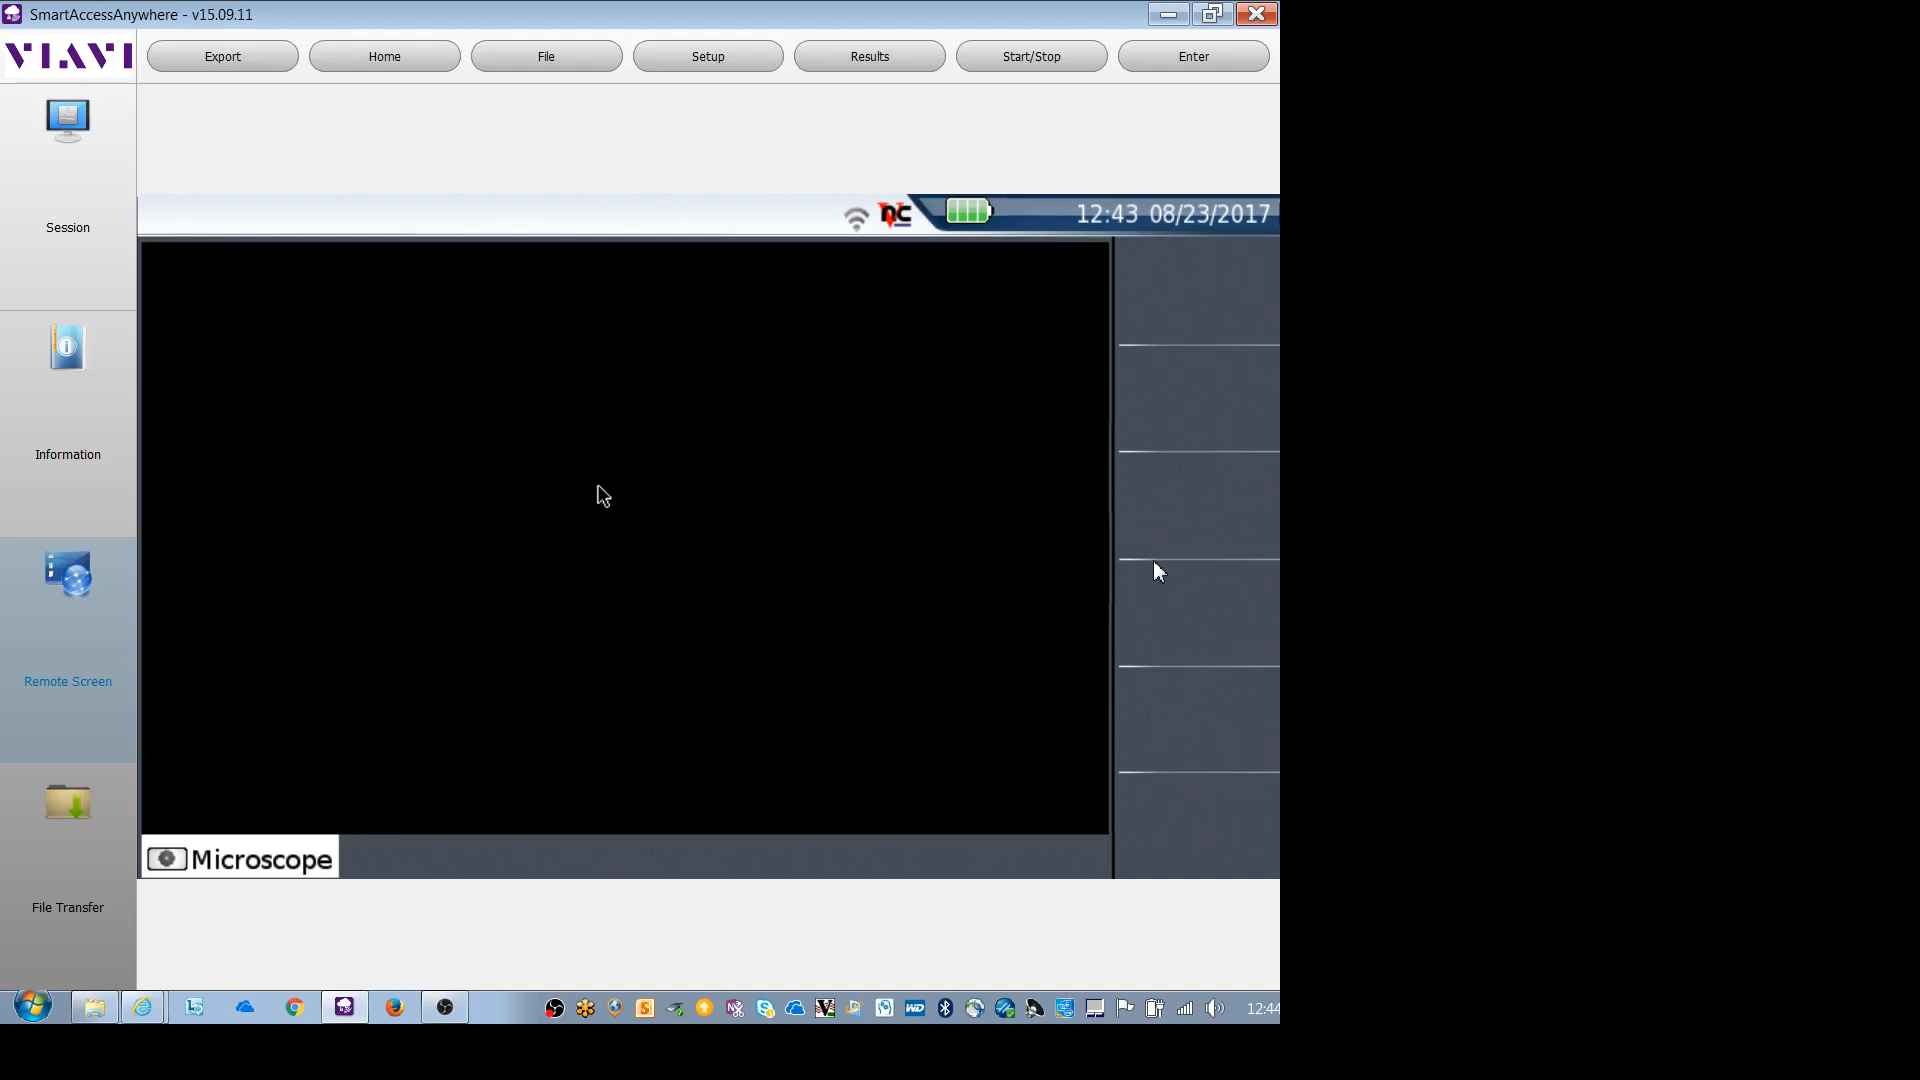 SmartAccessAnywhere - v15.09.11
VIAVI
Export
Home
File
Setup
Results
Start/Stop
Enter
Session
12:43 08/23/2017
Information
Remote Screen
Microscope
File Transfer
WD
12:44